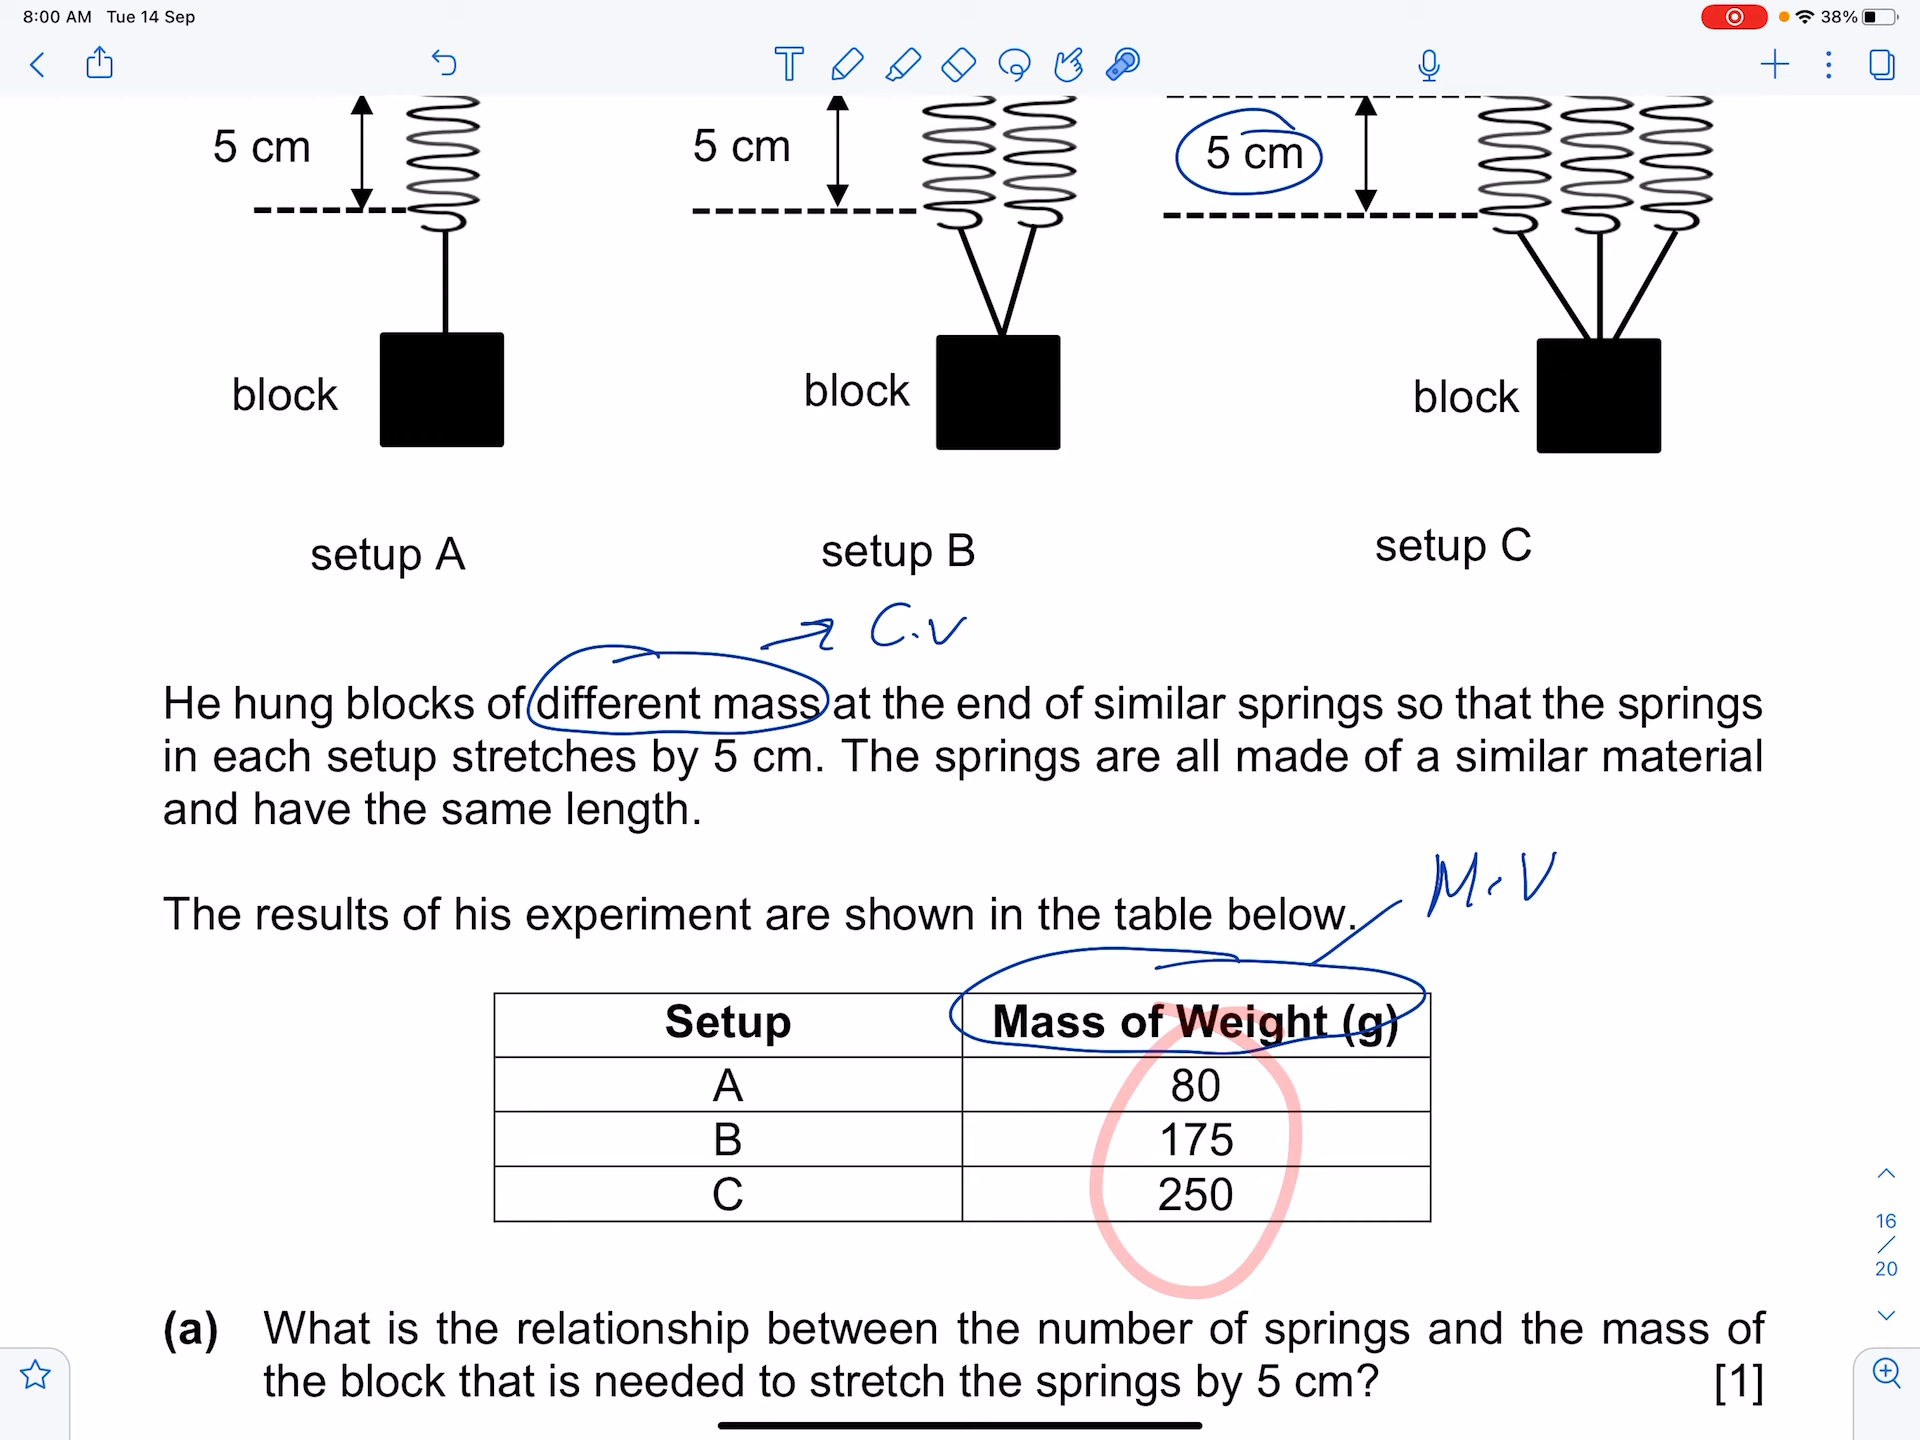 8:00 AM Tue 14 Sep
38%
5 cm
5 cm
5 cm
block
block
block
setup A
setup B
setup C
C.V
He hung blocks of different mass at the end of similar springs so that the springs
in each setup stretches by 5 cm. The springs are all made of a similar material
and have the same length.
M.V
The results of his experiment are shown in the table below.
Setup Mass of Weight (g)
A 80
B 175
C 250
16
/
20
(a) What is the relationship between the number of springs and the mass of
the block that is needed to stretch the springs by 5 cm? [1]